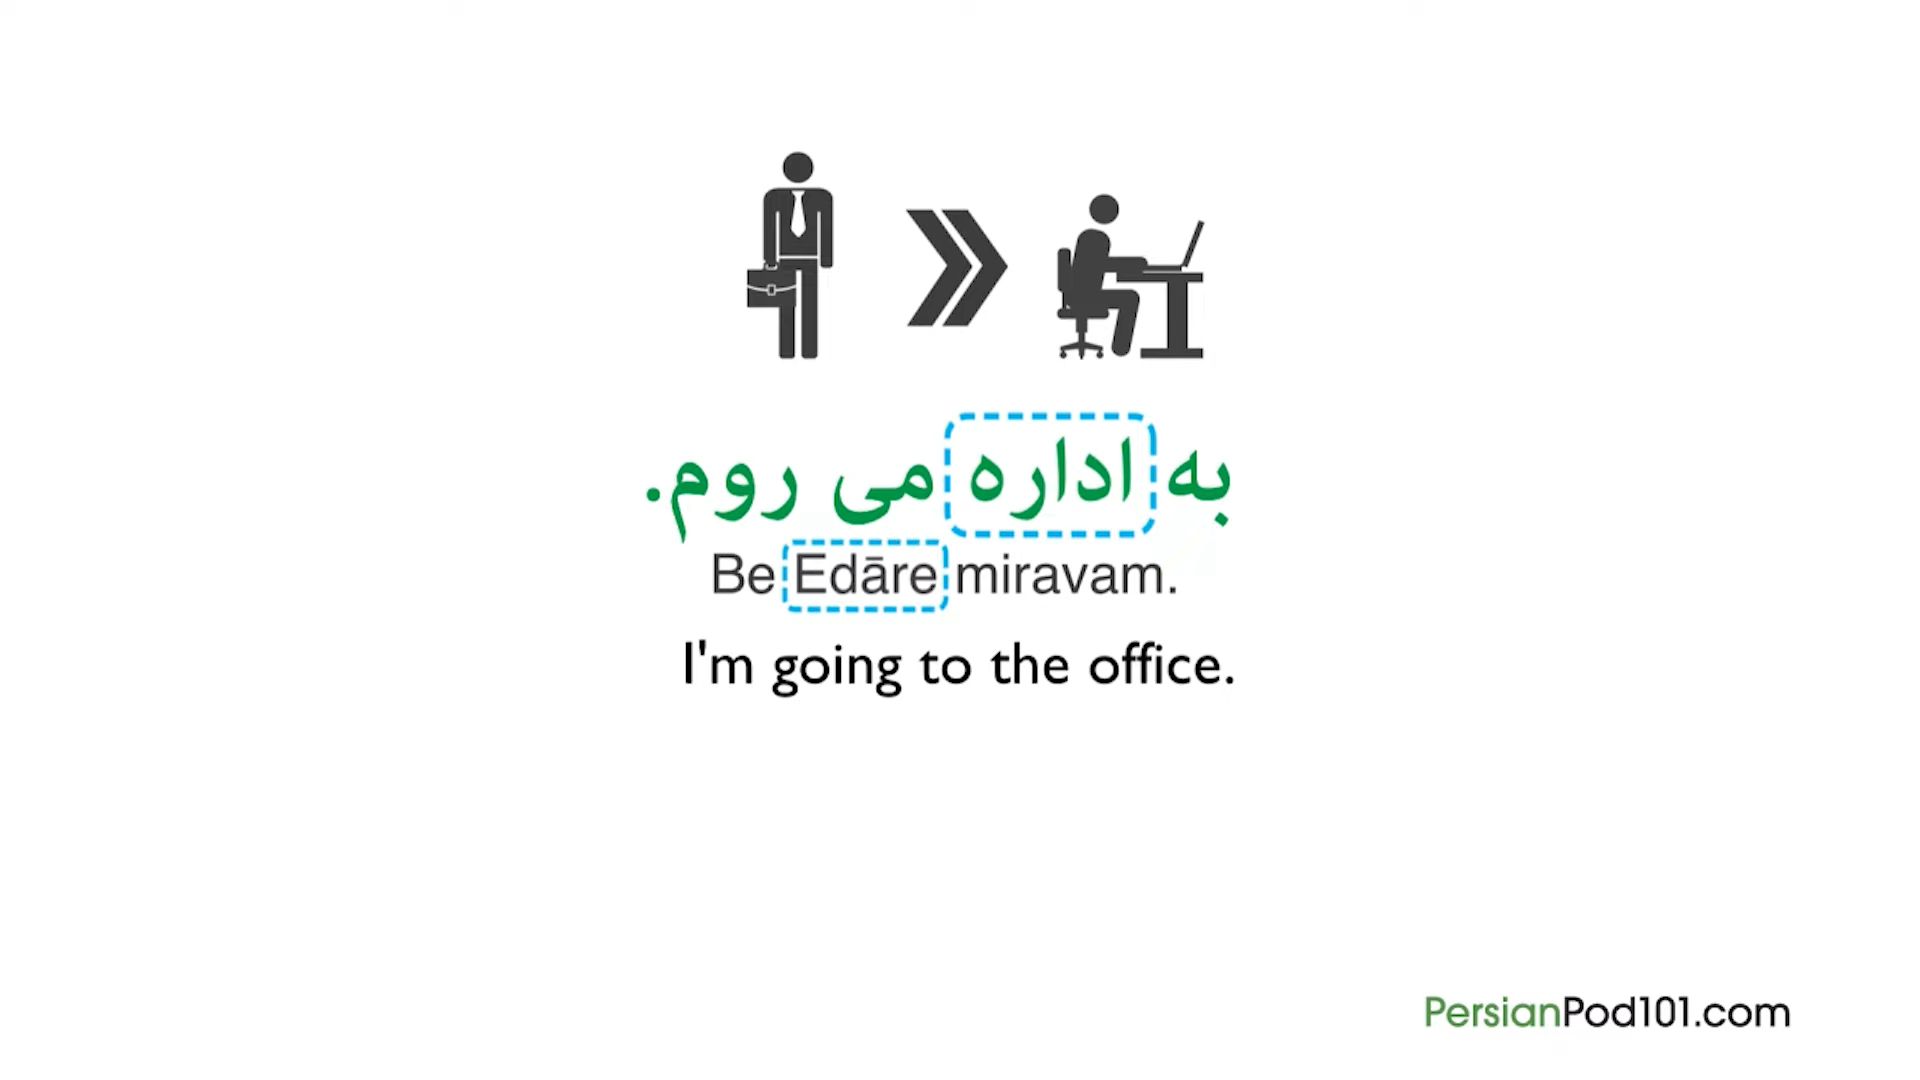 به اداره می روم.
Be Edāre miravam.
I'm going to the office.
PersianPod101.com